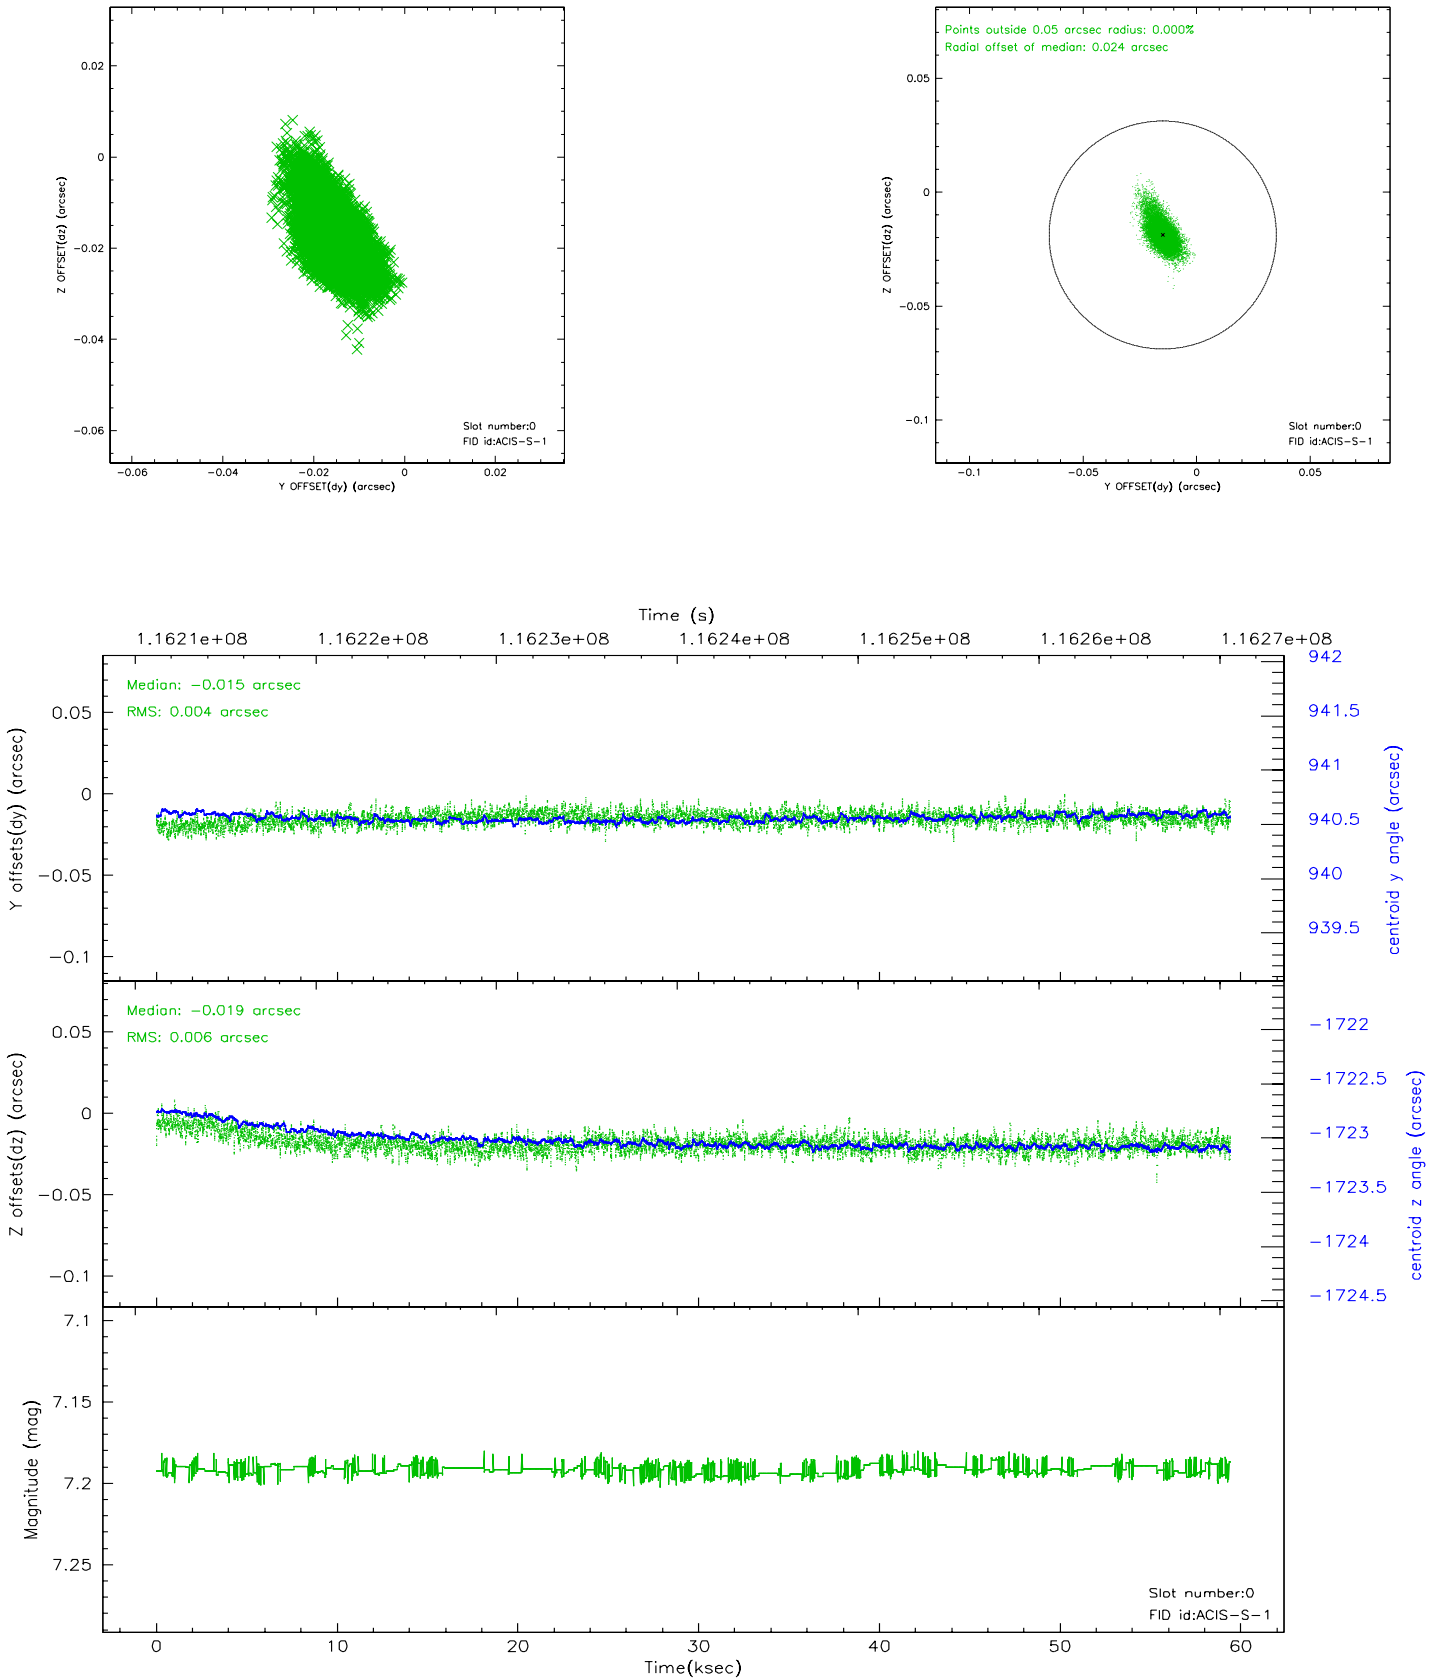 0.02
0
−0.02
−0.04
−0.06
Z OFFSET(dz) (arcsec)
Slot number:0
FID id:ACIS−S−1
−0.06 −0.04 −0.02 0 0.02
Y OFFSET(dy) (arcsec)
Points outside 0.05 arcsec radius: 0.000%
Radial offset of median: 0.024 arcsec
0.05
0
−0.05
−0.1
Z OFFSET(dz) (arcsec)
Slot number:0
FID id:ACIS−S−1
−0.1 −0.05 0 0.05
Y OFFSET(dy) (arcsec)
Time (s)
1.1621e+08 1.1622e+08 1.1623e+08 1.1624e+08 1.1625e+08 1.1626e+08 1.1627e+08
Median: −0.015 arcsec
RMS: 0.004 arcsec
0.05
0
−0.05
−0.1
Y offsets(dy) (arcsec)
942
941.5
941
940.5
940
939.5
centroid y angle (arcsec)
Median: −0.019 arcsec
RMS: 0.006 arcsec
0.05
0
−0.05
−0.1
Z offsets(dz) (arcsec)
−1722
−1722.5
−1723
−1723.5
−1724
−1724.5
centroid z angle (arcsec)
7.1
7.15
7.2
7.25
Magnitude (mag)
Slot number:0
FID id:ACIS−S−1
0 10 20 30 40 50 60
Time(ksec)